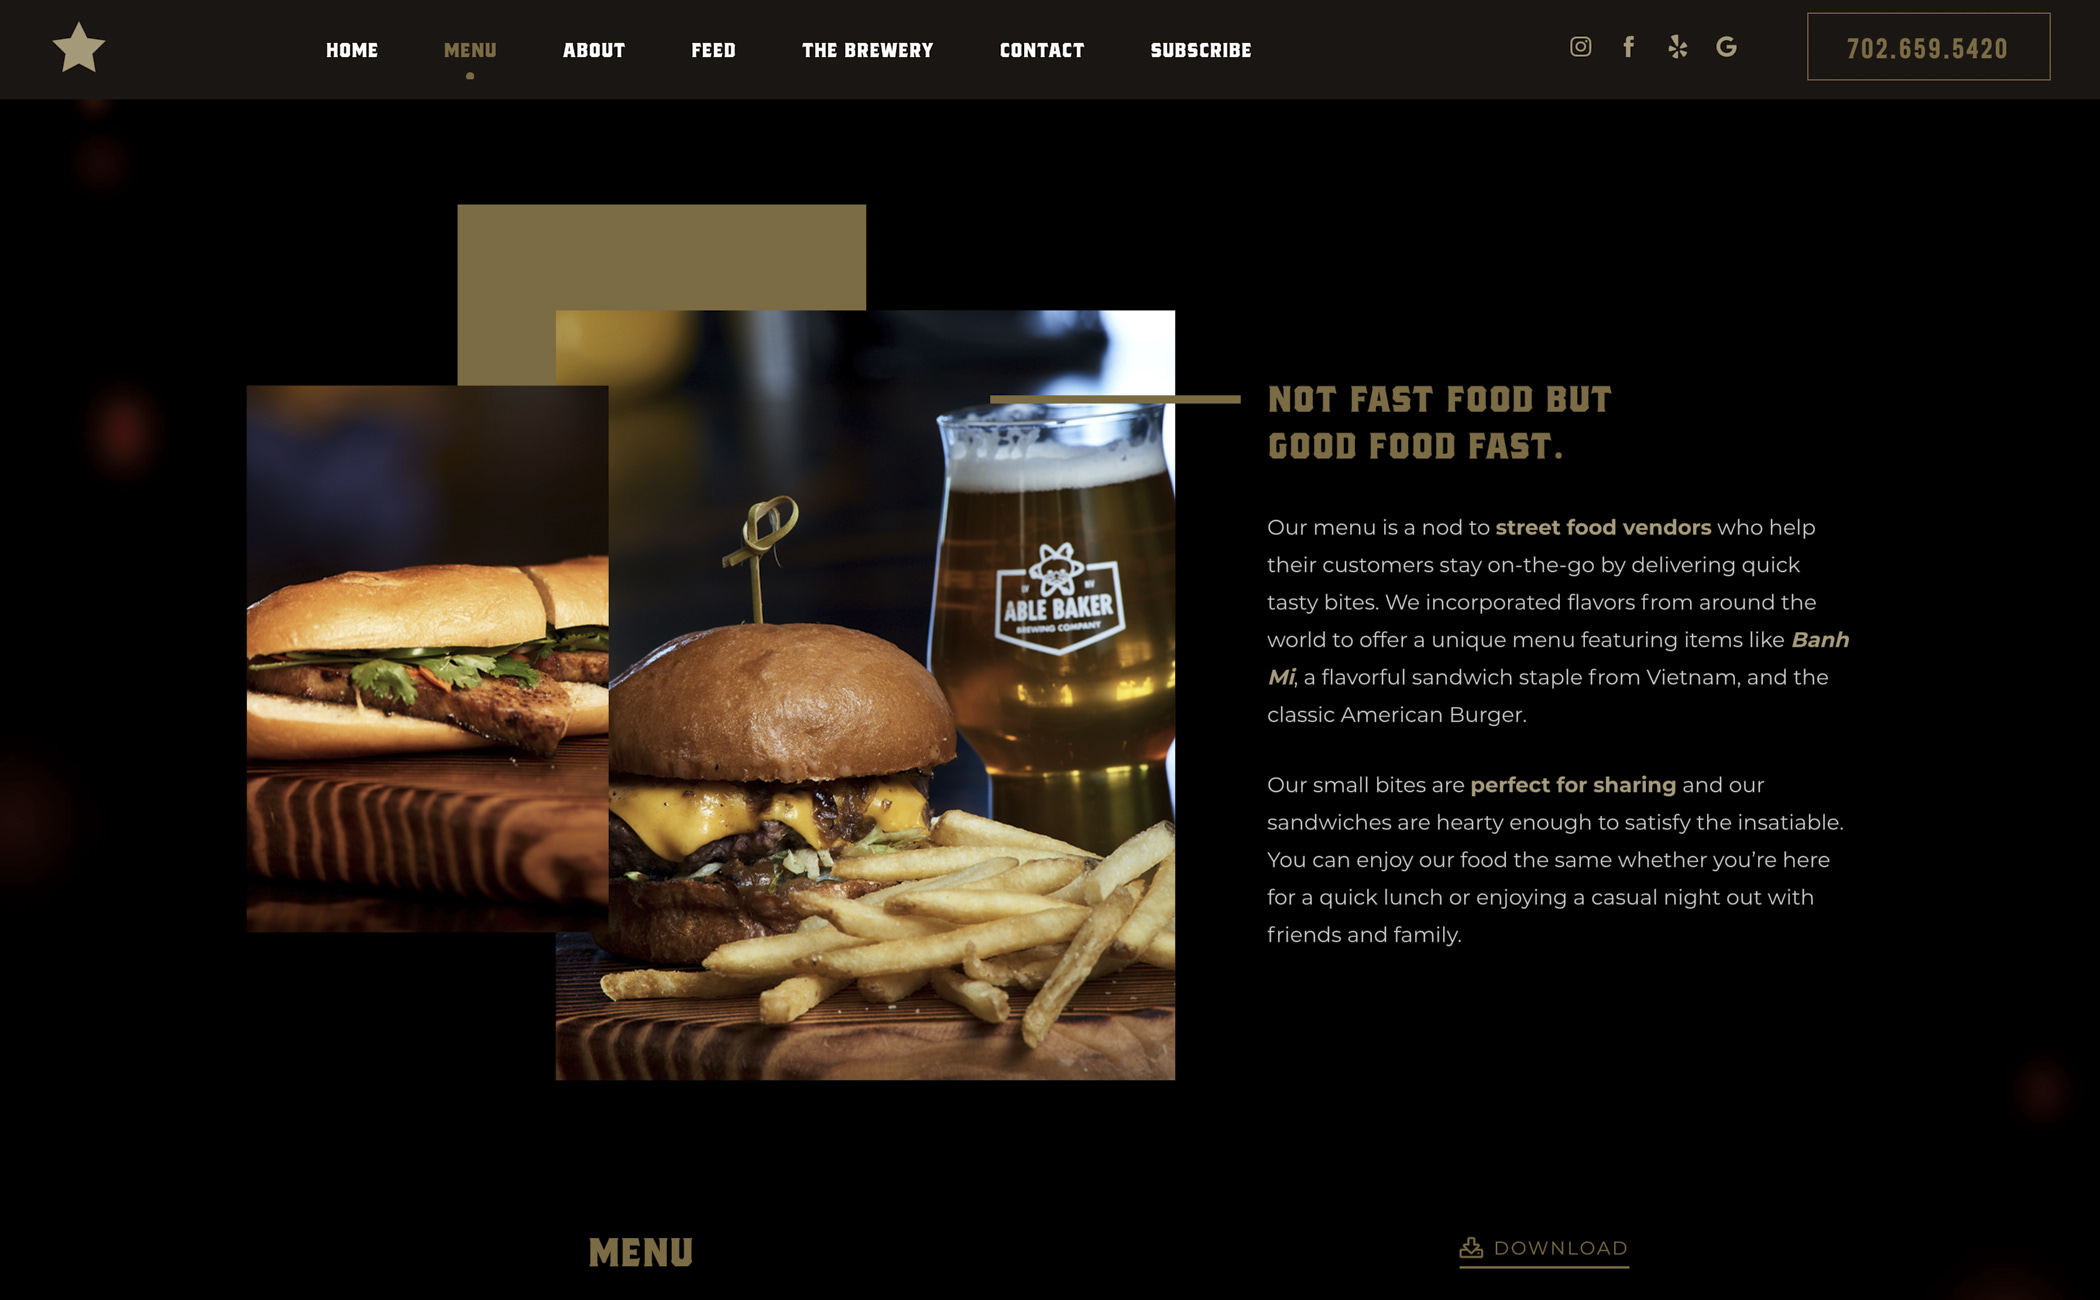 HOME
MENU
ABOUT
FEED
THE BREWERY
CONTACT
SUBSCRIBE
702.659.5420
NOT FAST FOOD BUT
GOOD FOOD FAST.
Our menu is a nod to street food vendors who help
their customers stay on-the-go by delivering quick
tasty bites. We incorporated flavors from around the
world to offer a unique menu featuring items like Banh
Mi, a flavorful sandwich staple from Vietnam, and the
classic American Burger.
Our small bites are perfect for sharing and our
sandwiches are hearty enough to satisfy the insatiable.
You can enjoy our food the same whether you’re here
for a quick lunch or enjoying a casual night out with
friends and family.
LV NV
ABLE BAKER
BREWING COMPANY
MENU
DOWNLOAD